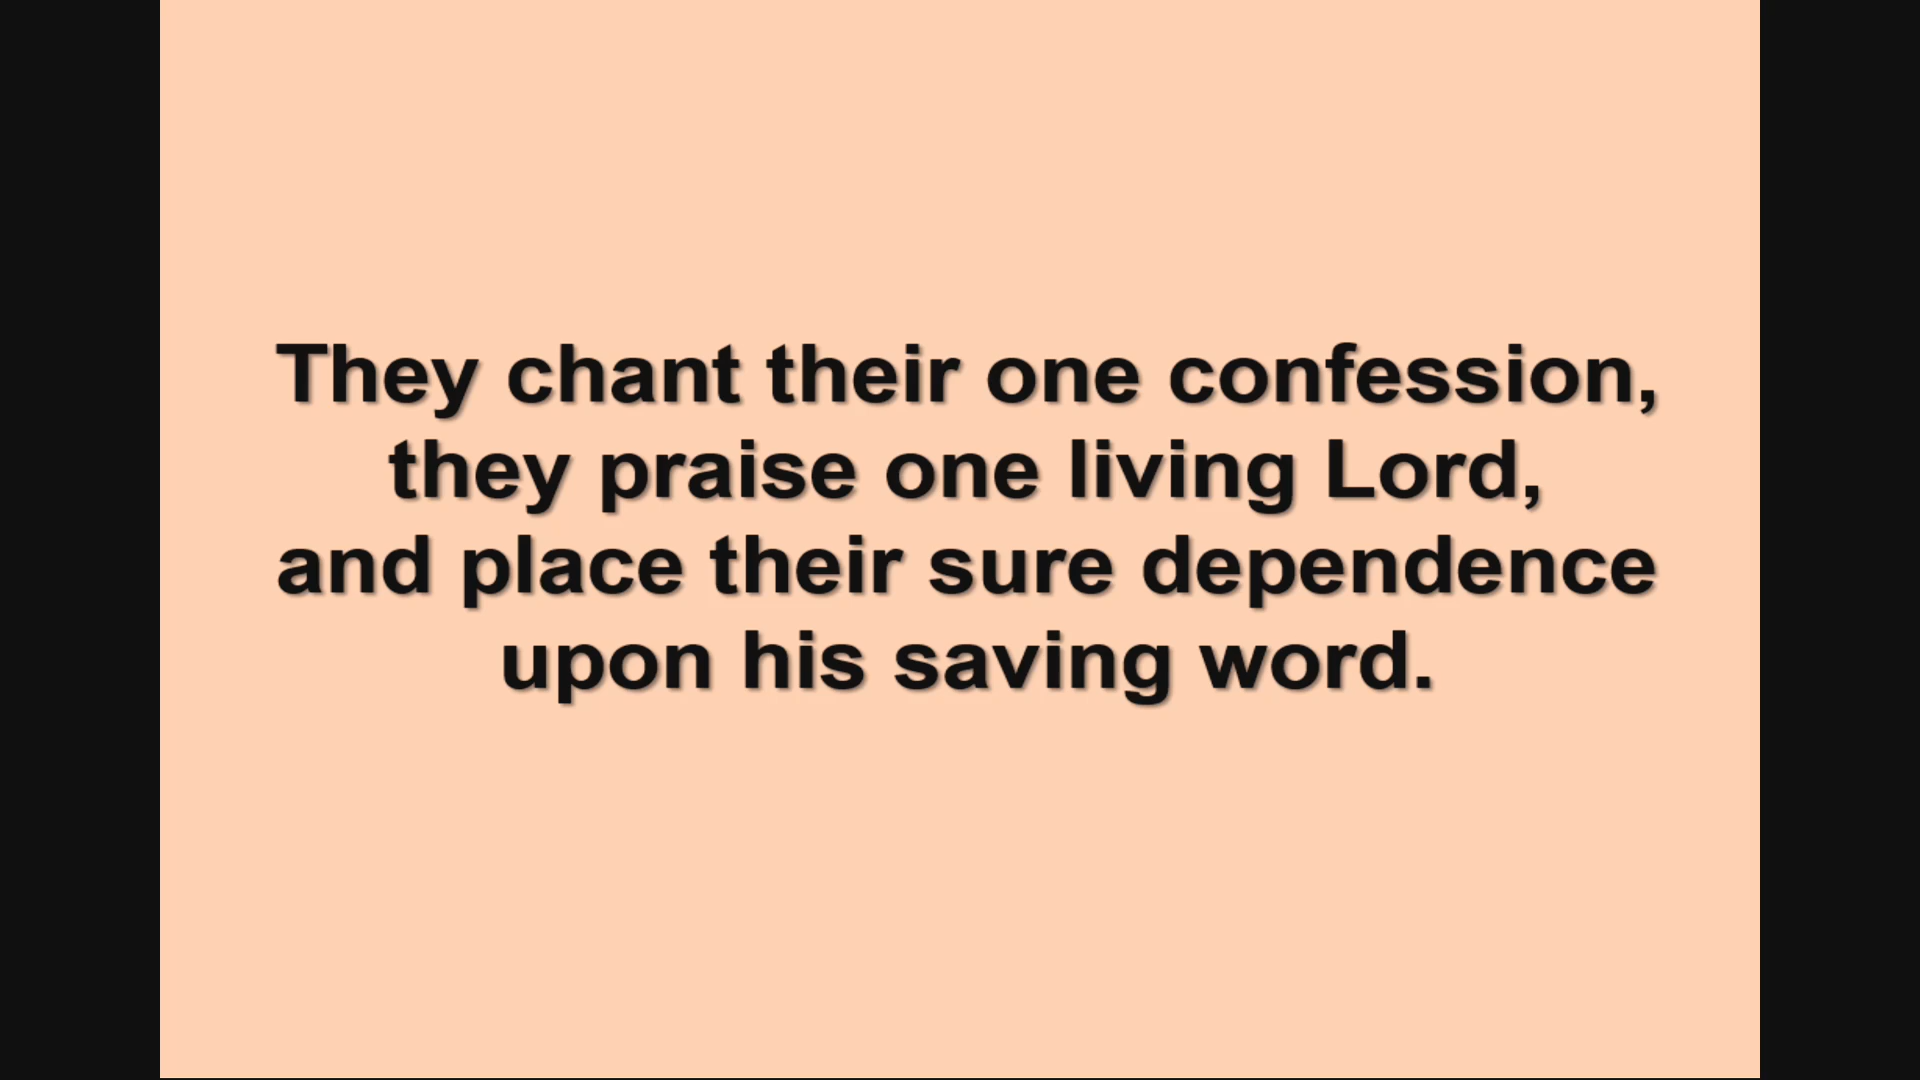 They chant their one confession,
they praise one living Lord,
and place their sure dependence
upon his saving word.